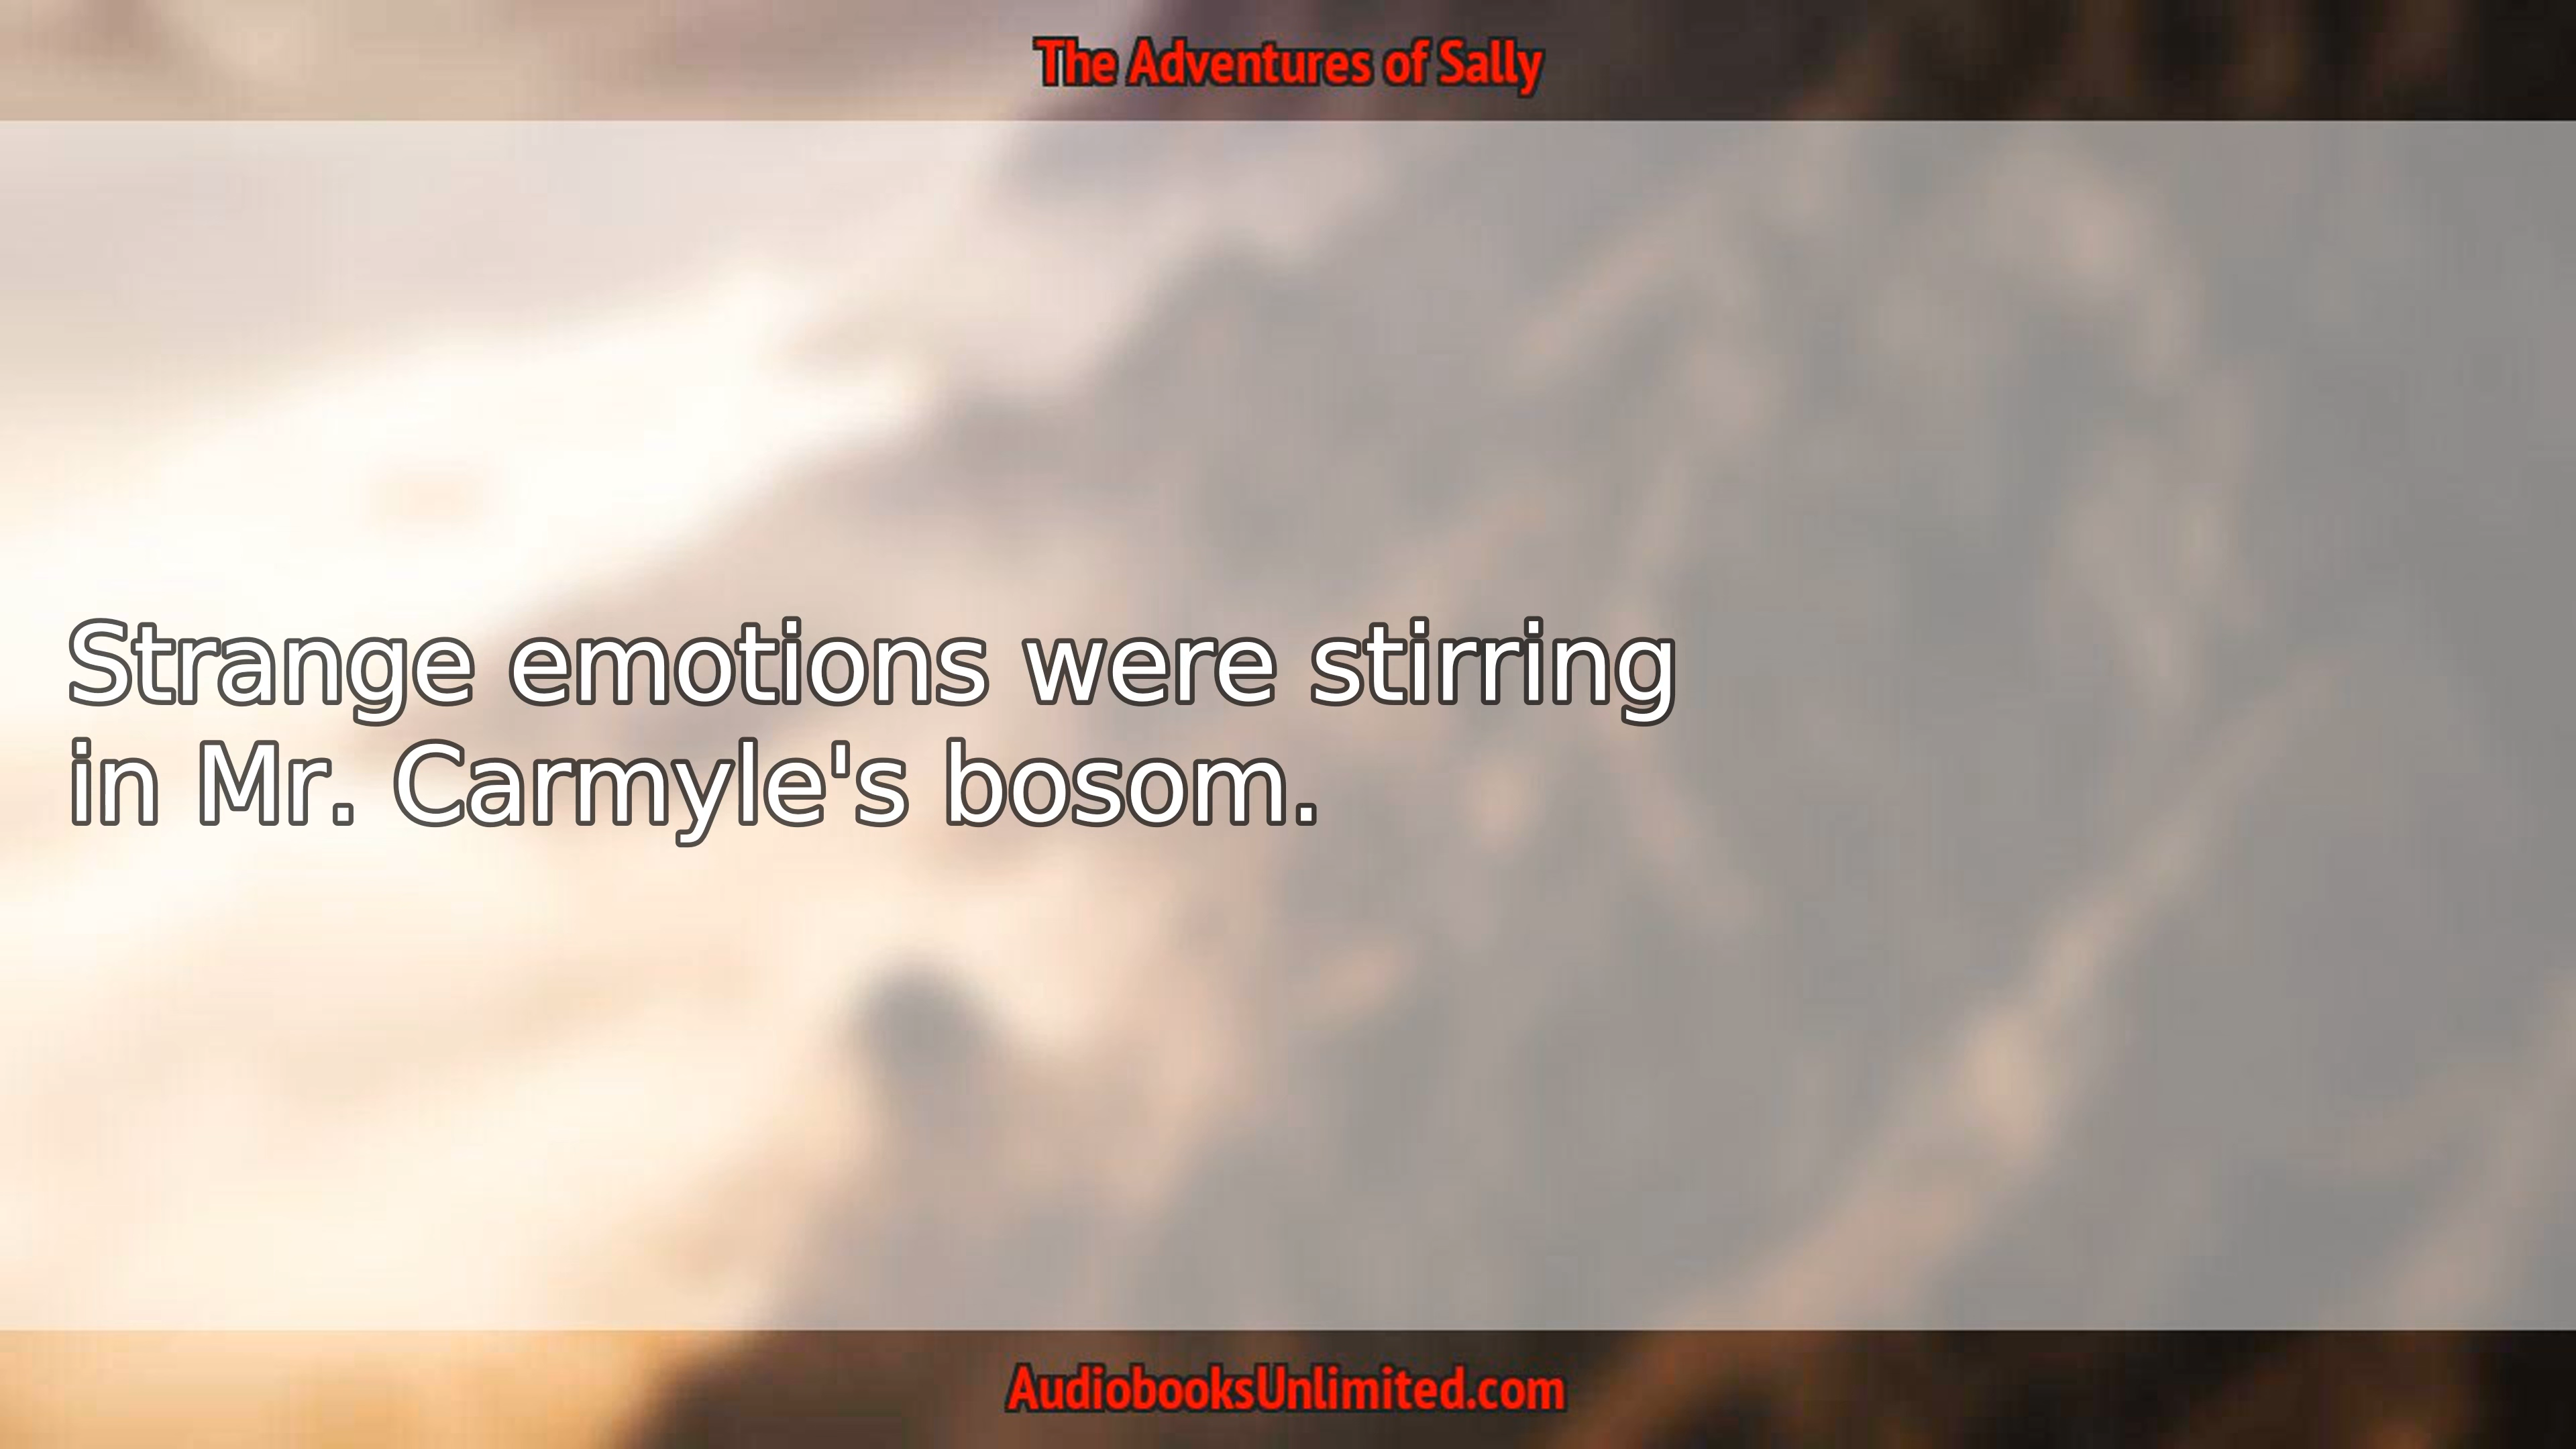 The Adventures of Sally
Strange emotions were stirring
in Mr. Carmyle's bosom.
AudiobooksUnlimited.com